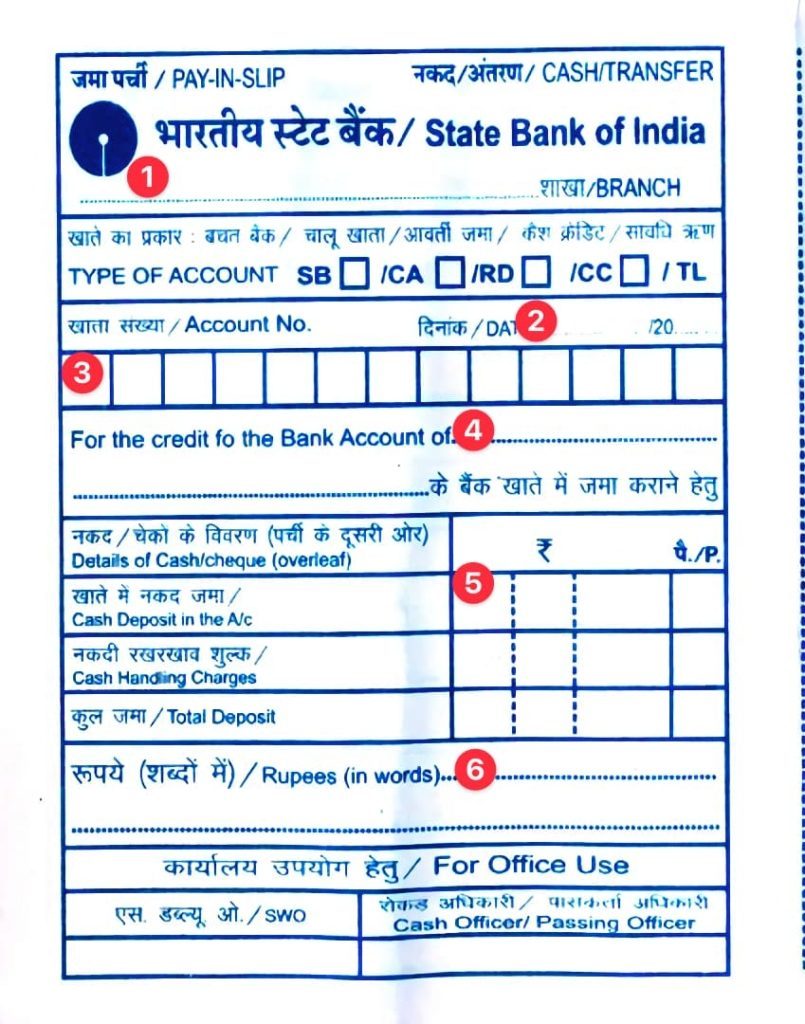 जमा पर्ची / PAY-IN-SLIP नकद/अंतरण/ CASH/TRANSFER
भारतीय स्टेट बैंक/ State Bank of India
1
शाखा/BRANCH
खाते का प्रकार : बचत बैंक/ चालू खाता/आवर्ती जमा/ कैश क्रेडिट/सावधि ऋण
TYPE OF ACCOUNT SB /CA /RD /CC / TL
खाता संख्या / Account No. दिनांक/DAT 2 /20......
3
For the credit fo the Bank Account of 4
के बैंक खाते में जमा कराने हेतु
नकद/चेको के विवरण (पर्ची के दूसरी ओर) ₹ पै./P.
Details of Cash/cheque (overleaf)
5
खाते मे नकद जमा/
Cash Deposit in the A/c
नकदी रखरखाव शुल्क/
Cash Handling Charges
कुल जमा/Total Deposit
रूपये (शब्दों में)/Rupees (in words)... 6
कार्यालय उपयोग हेतु/ For Office Use
एस. डब्ल्यू. ओ./SWO रोकड अधिकारी/ पासकर्ता अधिकारी
Cash Officer/ Passing Officer